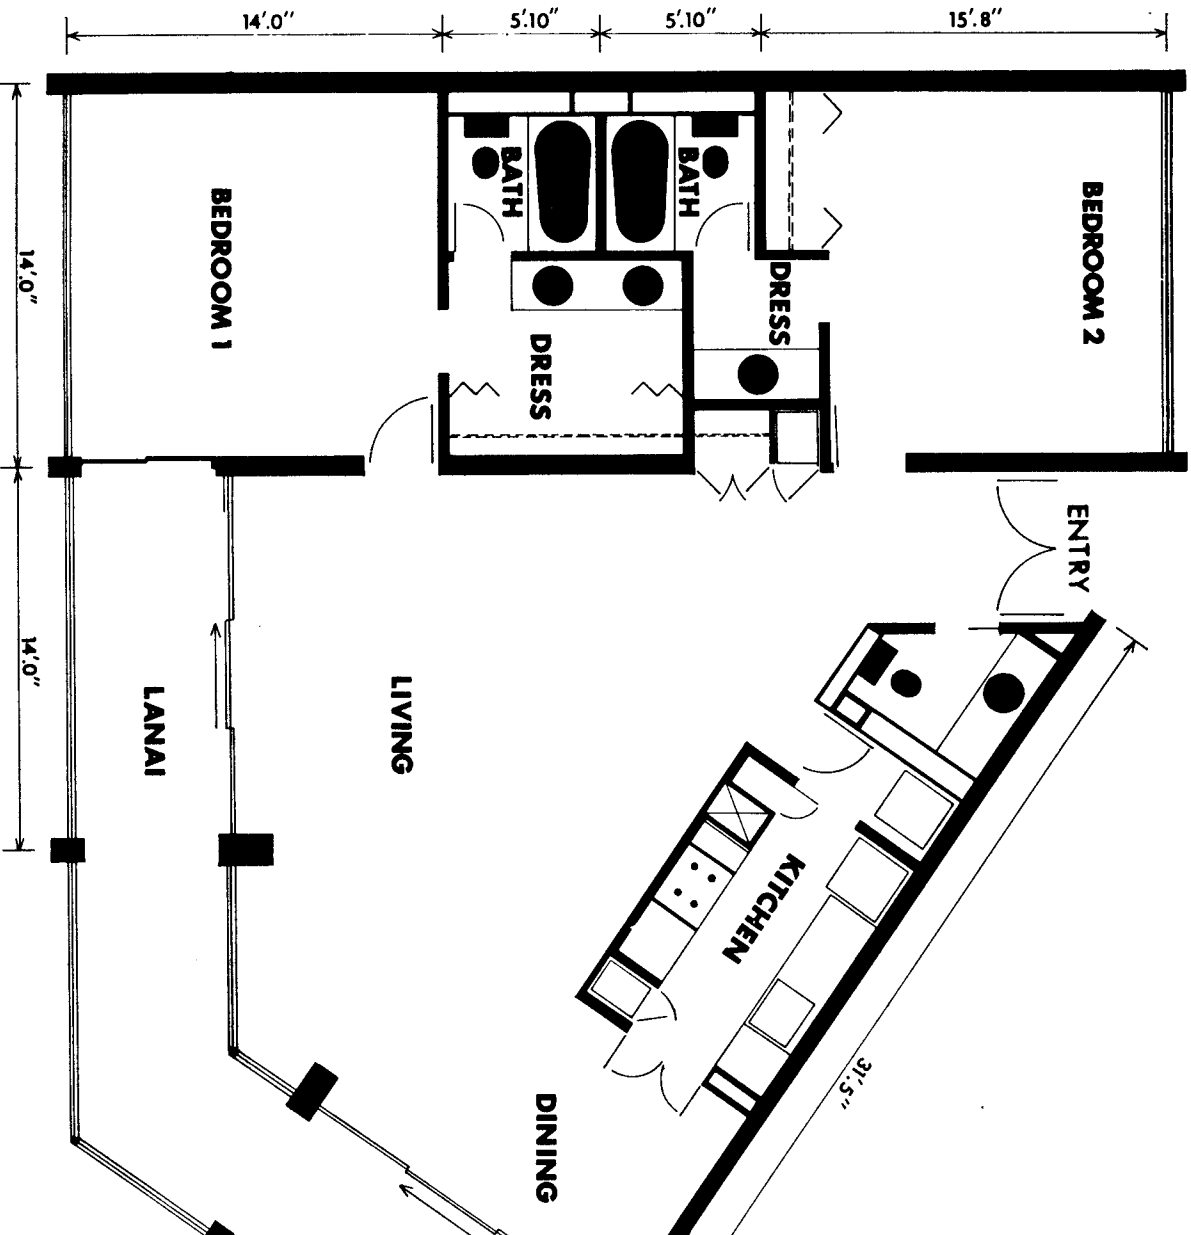 14'.0"
5'.10"
5'.10"
15'.8"
14'.0"
14'.0"
BEDROOM 1
BATH
BATH
BEDROOM 2
DRESS
DRESS
ENTRY
LANAI
LIVING
KITCHEN
DINING
31'.5"